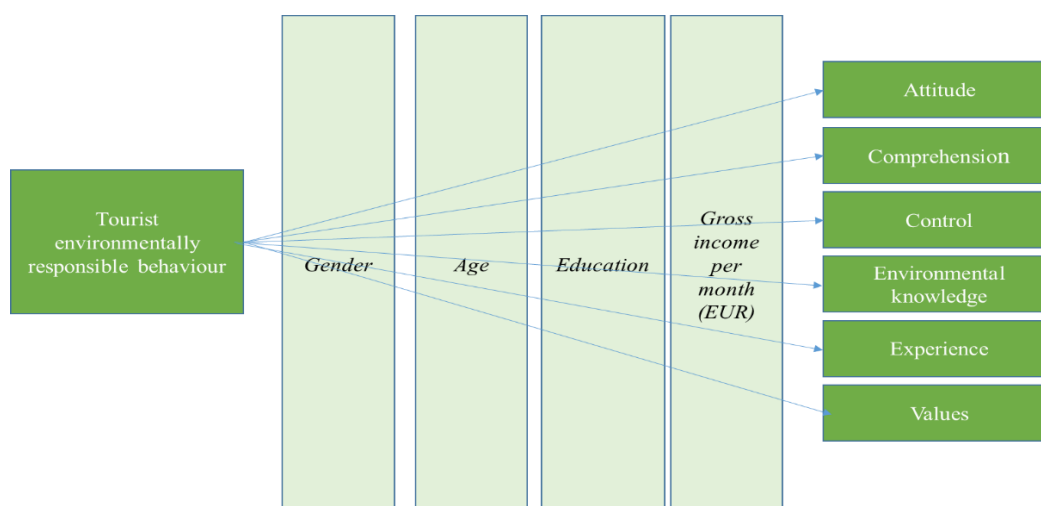 Tourist
environmentally
responsible behaviour
Gender
Age
Education
Gross
income
per
month
(EUR)
Attitude
Comprehension
Control
Environmental
knowledge
Experience
Values